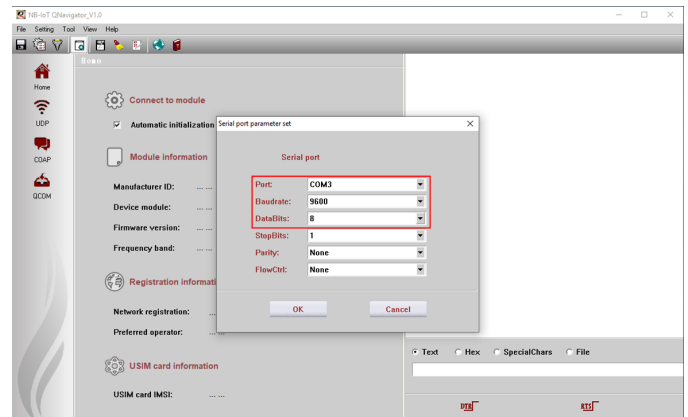 NB-IoT QNavigator_V1.0
File Setting Tool View Help
Home
Home
UDP
COAP
QCOM
Connect to module
Automatic initialization
Module information
Manufacturer ID: ... ...
Device module: ... ...
Firmware version: ... ...
Frequency band: ... ...
Registration informati
Network registration: ...
Preferred operator: ... ...
USIM card information
USIM card IMSI: ... ...
Serial port parameter set
Serial port
Port: COM3
Baudrate: 9600
DataBits: 8
StopBits: 1
Parity: None
FlowCtrl: None
OK Cancel
Text Hex SpecialChars File
DTR RTS